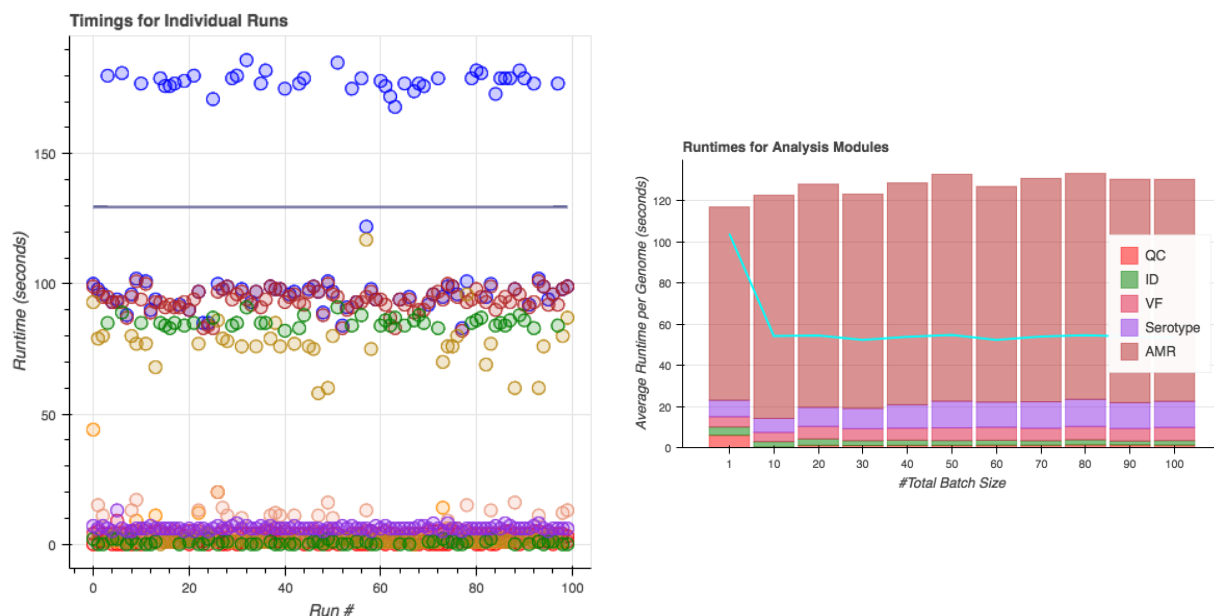 Timings for Individual Runs
Runtime (seconds)
150
100
50
0
0
20
40
60
80
100
Run #
Runtimes for Analysis Modules
Average Runtime per Genome (seconds)
120
100
80
60
40
20
0
1
10
20
30
40
50
60
70
80
90
100
#Total Batch Size
QC
ID
VF
Serotype
AMR